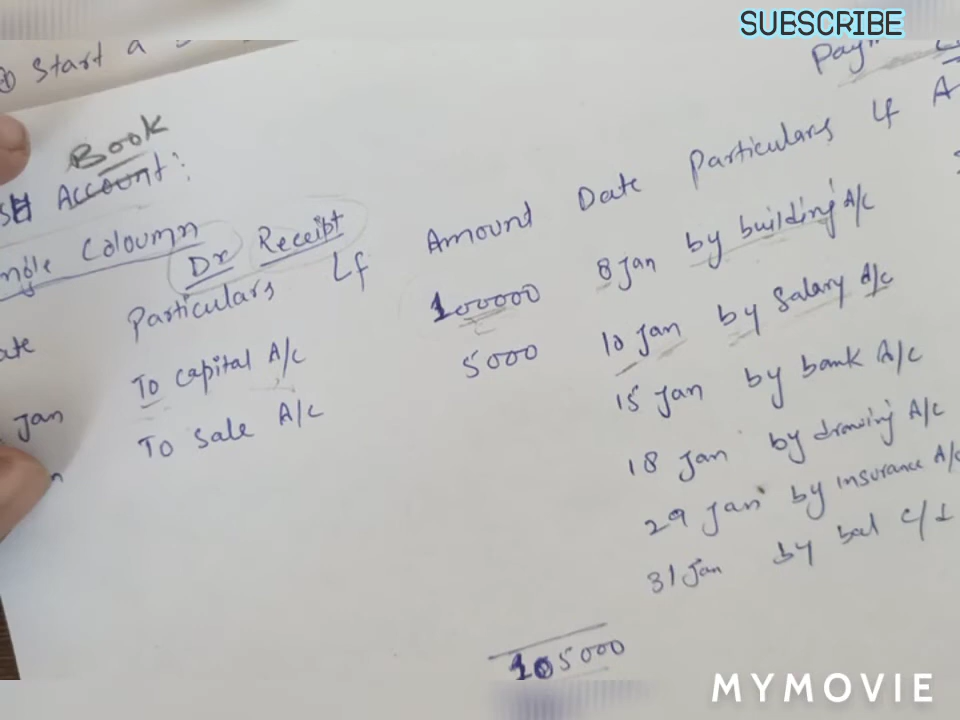 SUBSCRIBE
Start a
Book
Account:
Coloumn
Dr Receipt
Particulars Lf Amount Date Particulars Lf A
To capital A/c 100000 8 Jan by building A/c
Jan To sale A/c 5000 10 Jan by Salary A/c
15 Jan by bank A/c
18 Jan by drawing A/c
29 Jan by insurance A/c
31 Jan by bal c/d
105000
MYMOVIE